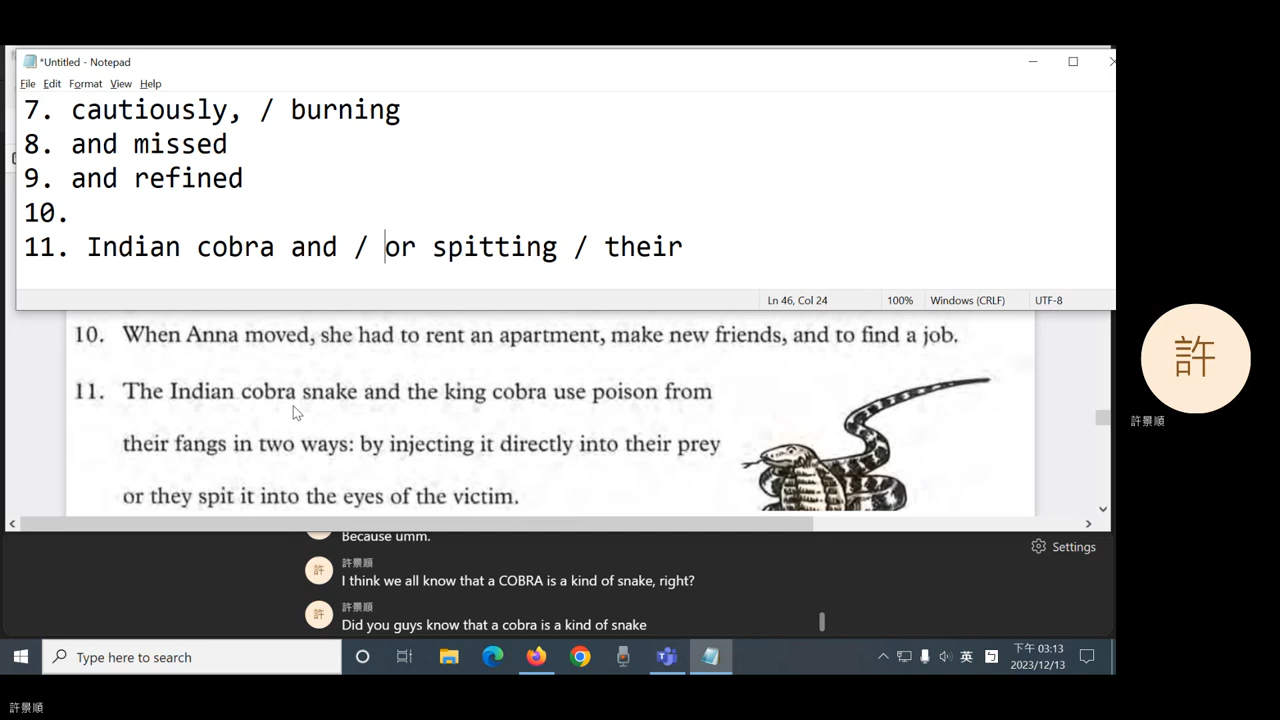 *Untitled - Notepad
File Edit Format View Help
7. cautiously, / burning
8. and missed
9. and refined
10.
11. Indian cobra and / or spitting / their
Ln 46, Col 24 100% Windows (CRLF) UTF-8
10. When Anna moved, she had to rent an apartment, make new friends, and to find a job.
11. The Indian cobra snake and the king cobra use poison from
their fangs in two ways: by injecting it directly into their prey
or they spit it into the eyes of the victim.
許
許景順
Because umm.
Settings
許景順
許 I think we all know that a COBRA is a kind of snake, right?
許景順
許 Did you guys know that a cobra is a kind of snake
Type here to search
英
下午 03:13
2023/12/13
許景順